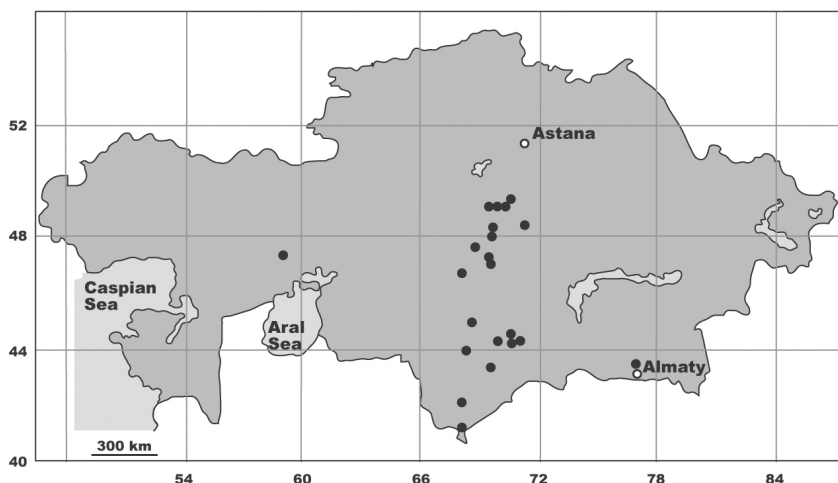 52
Astana
48
Caspian
Sea
Aral
Sea
44
Almaty
300 km
40
54 60 66 72 78 84